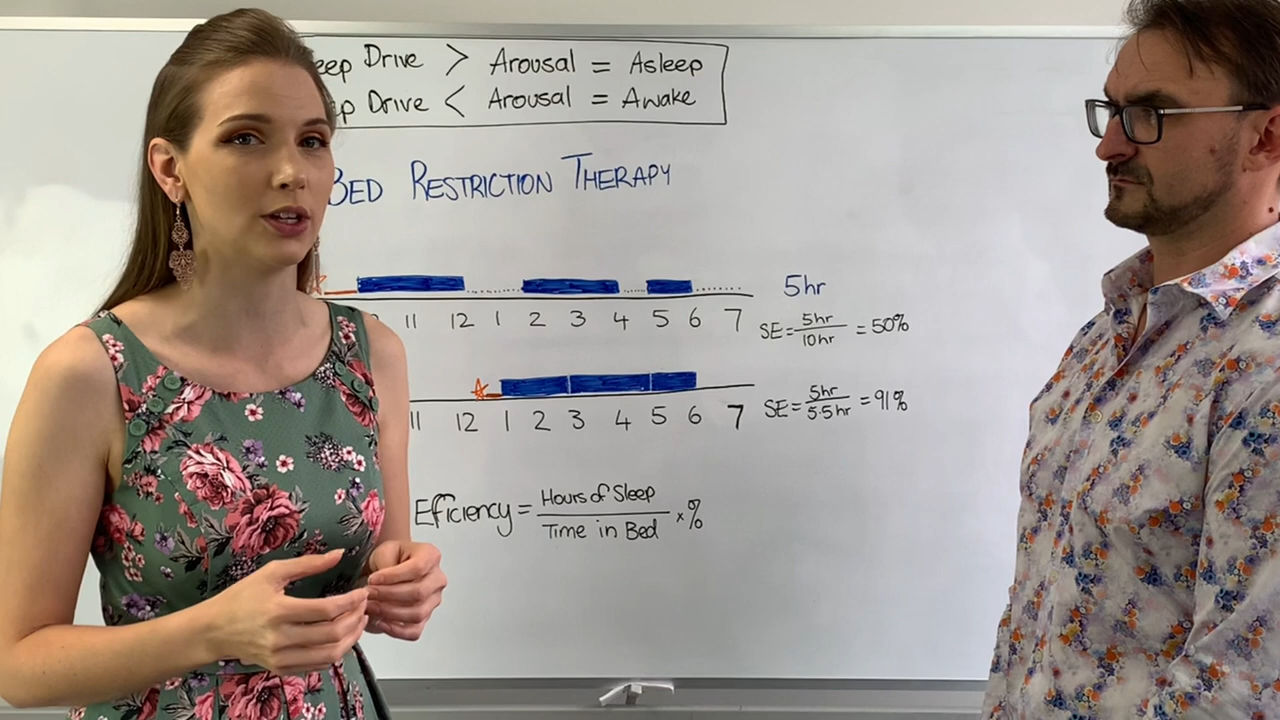 eep Drive > Arousal = Asleep
p Drive < Arousal = Awake
BED RESTRICTION THERAPY
5hr
11 12 1 2 3 4 5 6 7
SE = 5hr / 10hr = 50%
11 12 1 2 3 4 5 6 7
SE = 5hr / 5.5hr = 91%
Efficiency = Hours of Sleep / Time in Bed × %